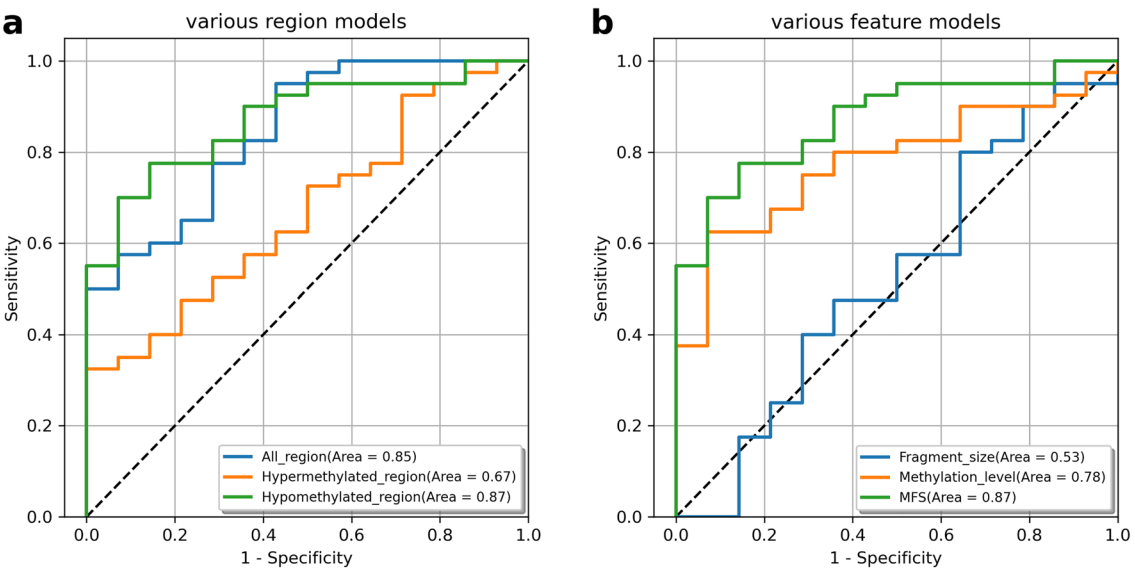 a
various region models
1.0
0.8
0.6
0.4
0.2
0.0
Sensitivity
0.0 0.2 0.4 0.6 0.8 1.0
1 - Specificity
All_region(Area = 0.85)
Hypermethylated_region(Area = 0.67)
Hypomethylated_region(Area = 0.87)
b
various feature models
1.0
0.8
0.6
0.4
0.2
0.0
Sensitivity
0.0 0.2 0.4 0.6 0.8 1.0
1 - Specificity
Fragment_size(Area = 0.53)
Methylation_level(Area = 0.78)
MFS(Area = 0.87)